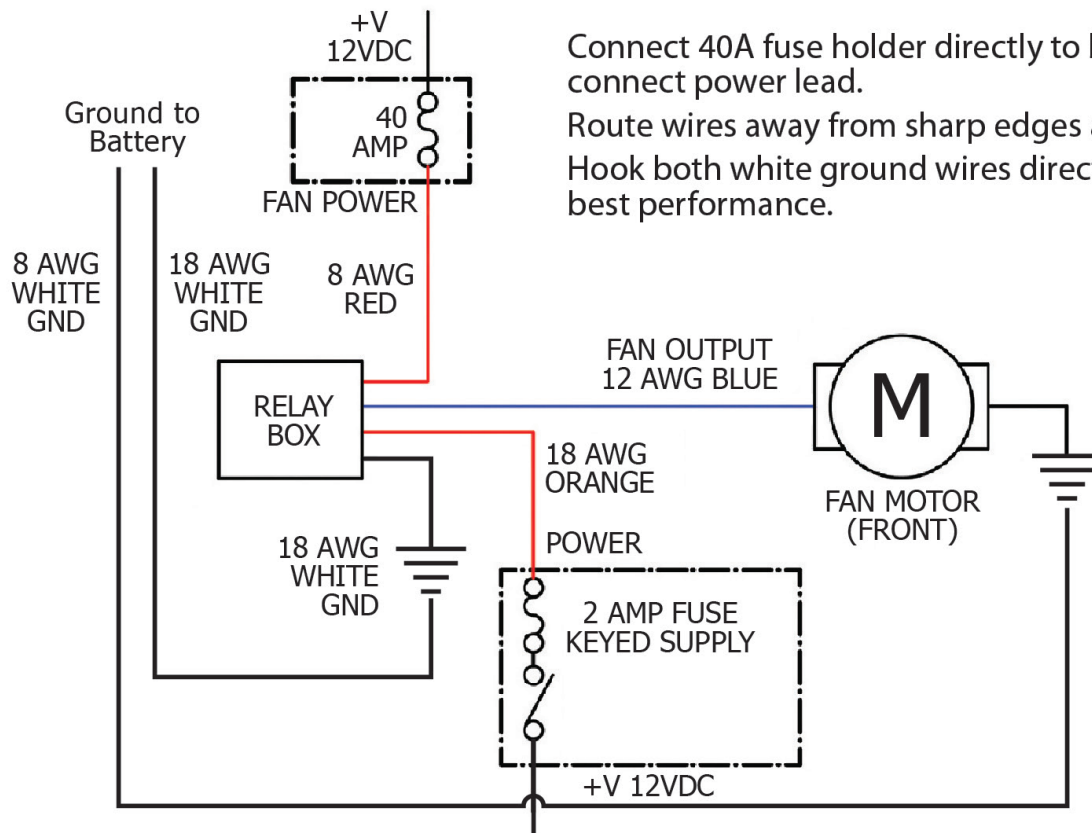 +V
12VDC
Connect 40A fuse holder directly to
connect power lead.
Route wires away from sharp edges
Hook both white ground wires
best performance.
Ground to
Battery
40
AMP
FAN POWER
8 AWG
WHITE
GND
18 AWG
WHITE
GND
8 AWG
RED
FAN OUTPUT
12 AWG BLUE
RELAY
BOX
M
18 AWG
ORANGE
FAN MOTOR
(FRONT)
18 AWG
WHITE
GND
POWER
2 AMP FUSE
KEYED SUPPLY
+V 12VDC